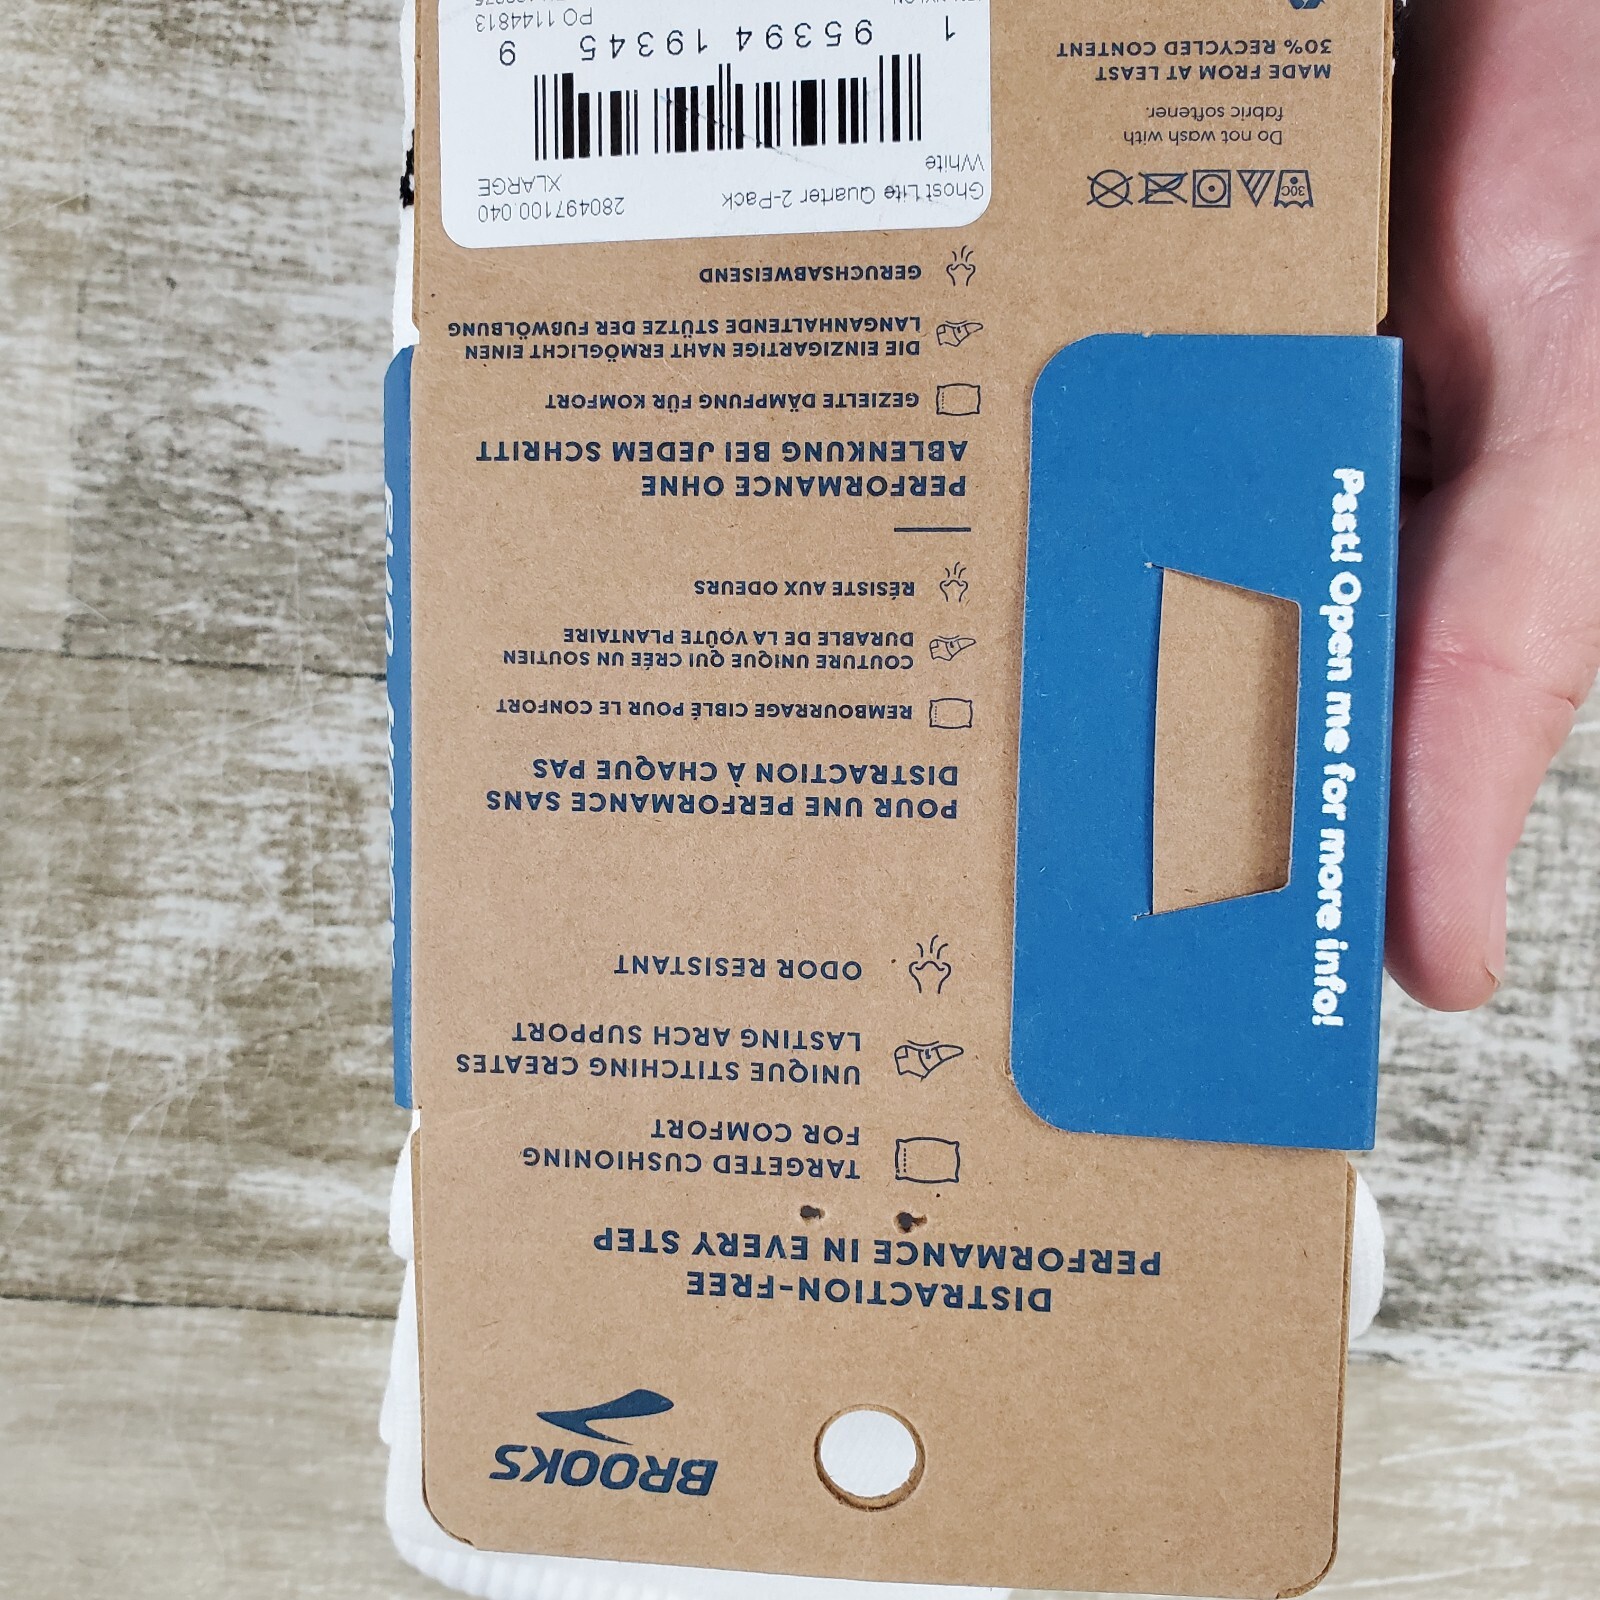 BROOKS
DISTRACTION-FREE
PERFORMANCE IN EVERY STEP
TARGETED CUSHIONING
FOR COMFORT
UNIQUE STITCHING CREATES
LASTING ARCH SUPPORT
ODOR RESISTANT
POUR UNE PERFORMANCE SANS
DISTRACTION À CHAQUE PAS
REMBOURRAGE CIBLÉ POUR LE CONFORT
COUTURE UNIQUE QUI CRÉE UN SOUTIEN
DURABLE DE LA VOÛTE PLANTAIRE
RÉSISTE AUX ODEURS
PERFORMANCE OHNE
ABLENKUNG BEI JEDEM SCHRITT
GEZIELTE DÄMPFUNG FÜR KOMFORT
DIE EINZIGARTIGE NAHT ERMÖGLICHT EINEN
LANGANHALTENDE STÜTZE DER FUẞWÖLBUNG
GERUCHSABWEISEND
Ghost Lite Quarter 2-Pack 280497100.040
White XLARGE
1 95394 19345 9
PO 1144813
Psst! Open me for more info!
30C
Do not wash with
fabric softener.
MADE FROM AT LEAST
30% RECYCLED CONTENT